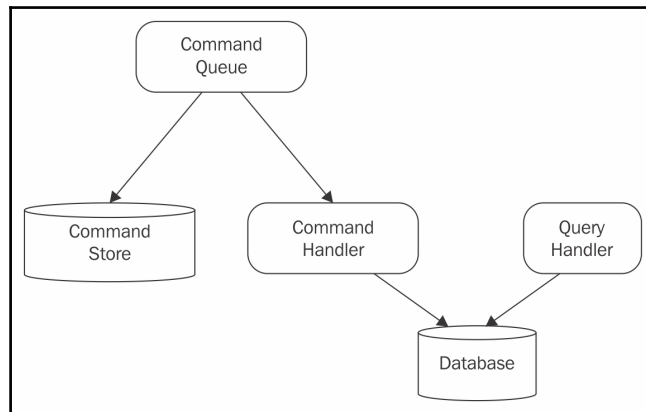 Command
Queue
Command
Store
Command
Handler
Query
Handler
Database